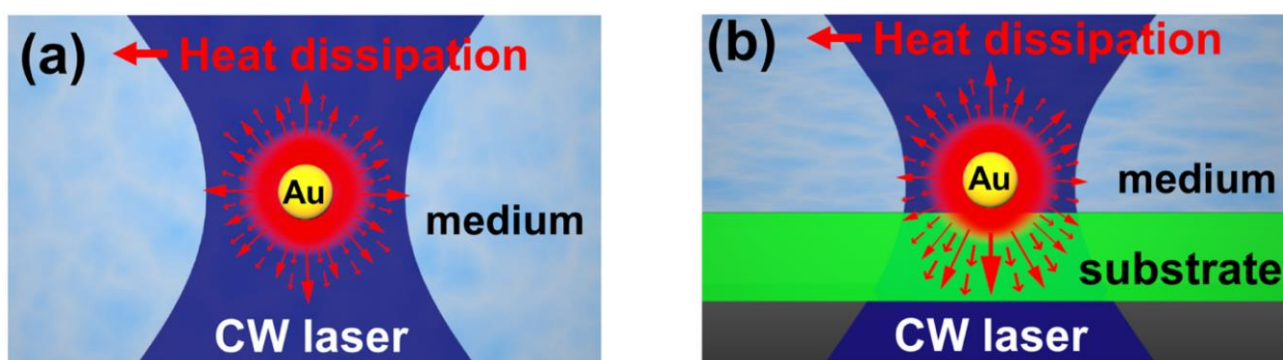 (a)
Heat dissipation
Au
medium
CW laser
(b)
Heat dissipation
Au
medium
substrate
CW laser